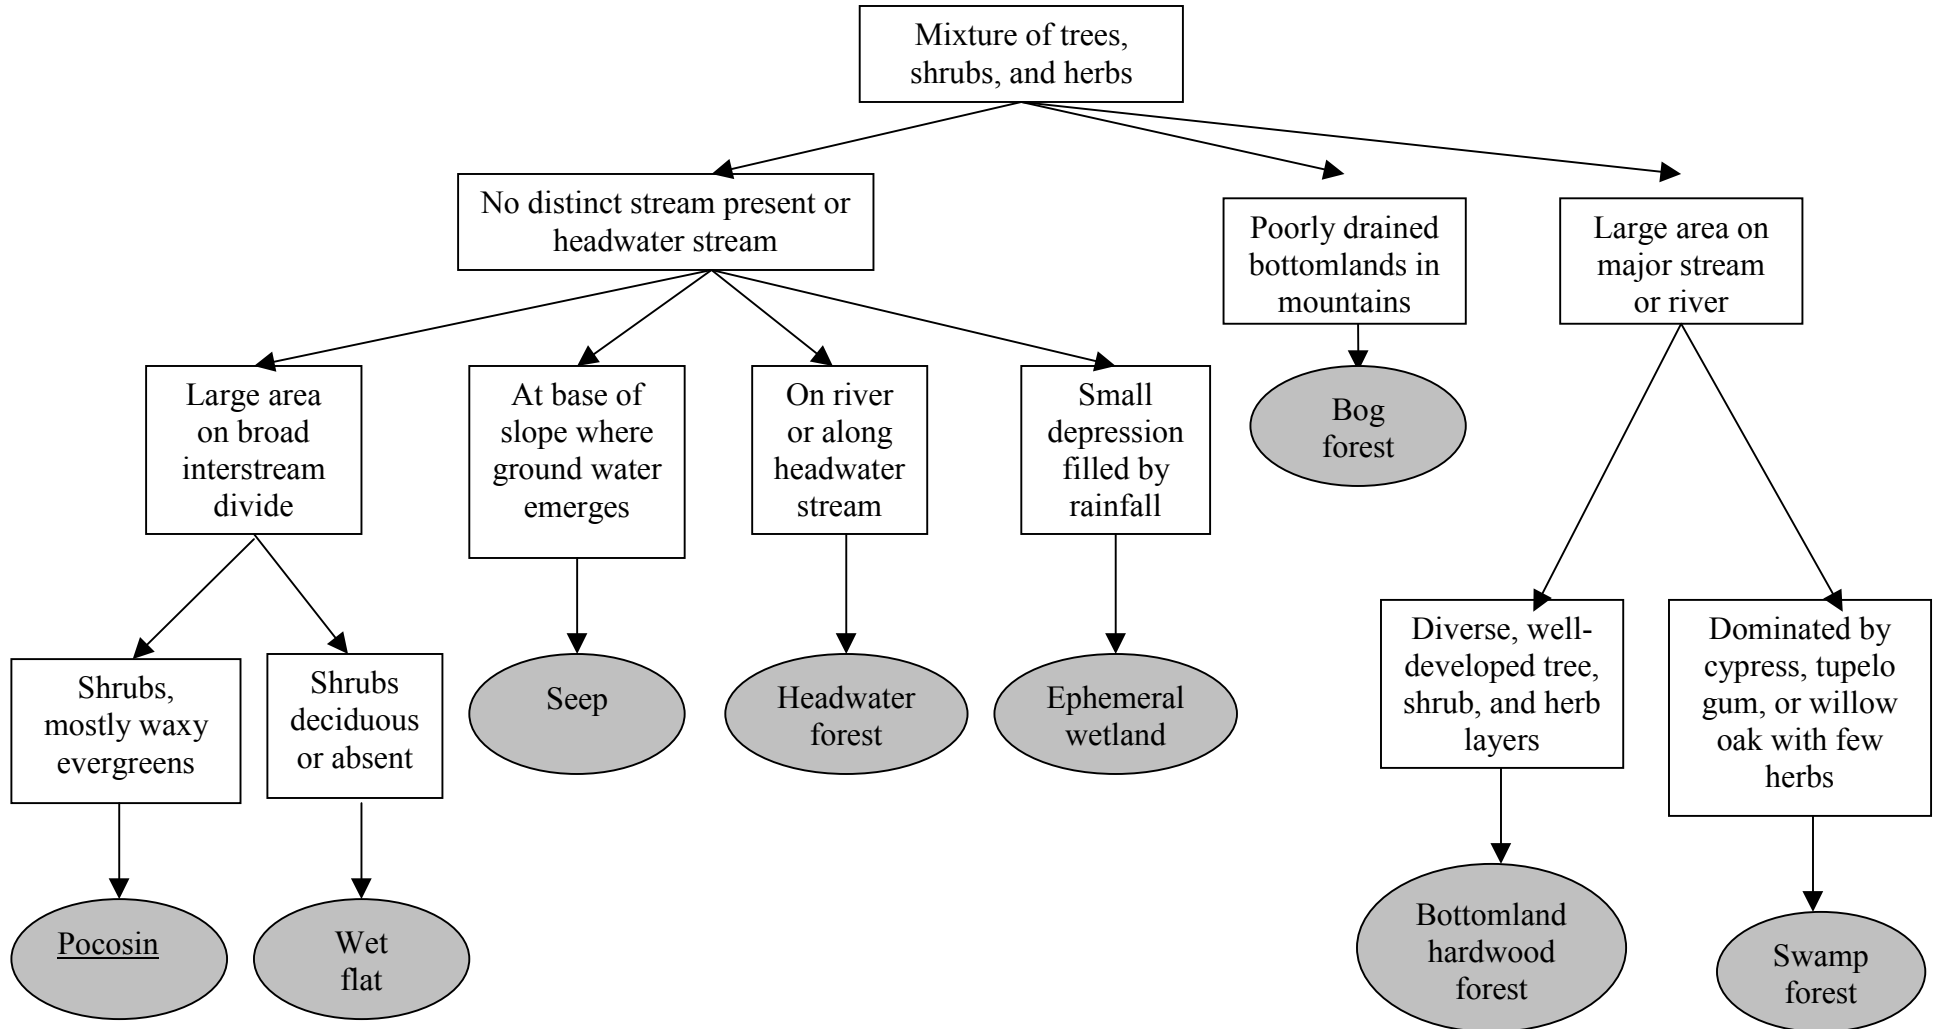 Mixture of trees,
shrubs, and herbs
No distinct stream present or
headwater stream
Poorly drained
bottomlands in
mountains
Large area on
major stream
or river
Large area
on broad
interstream
divide
At base of
slope where
ground water
emerges
On river
or along
headwater
stream
Small
depression
filled by
rainfall
Bog
forest
Shrubs,
mostly waxy
evergreens
Shrubs
deciduous
or absent
Seep
Headwater
forest
Ephemeral
wetland
Diverse, well-
developed tree,
shrub, and herb
layers
Dominated by
cypress, tupelo
gum, or willow
oak with few
herbs
Pocosin
Wet
flat
Bottomland
hardwood
forest
Swamp
forest